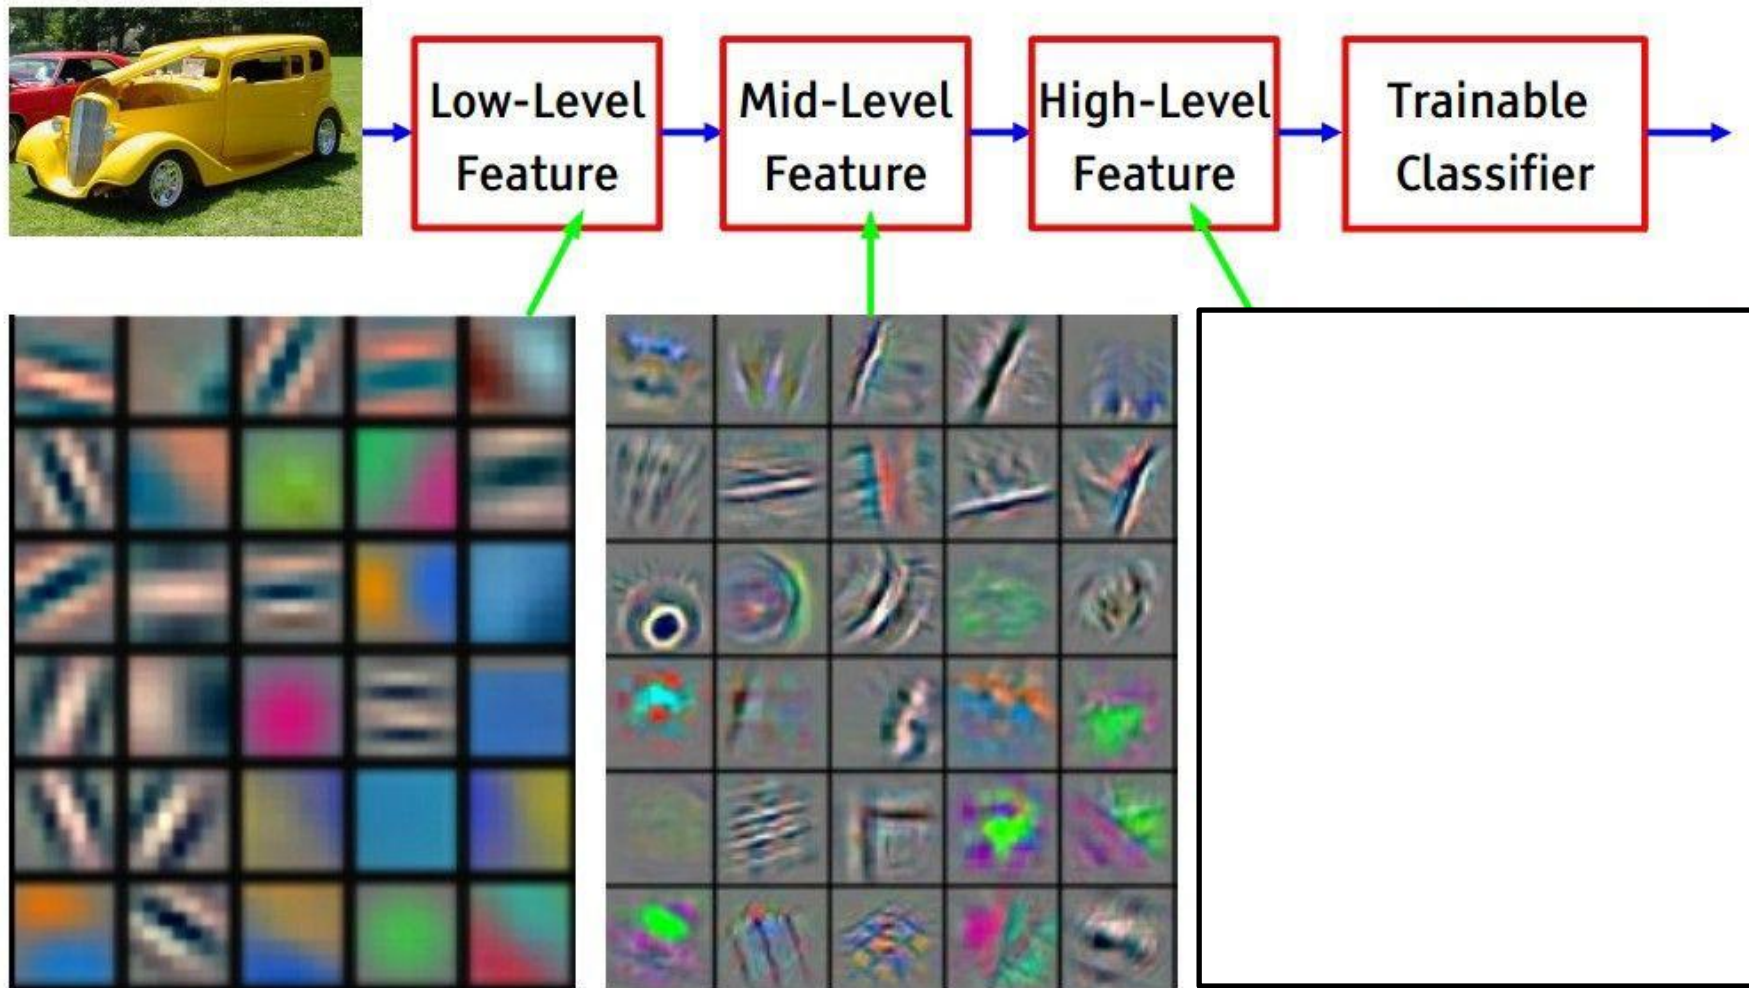 Low-Level
Feature
Mid-Level
Feature
High-Level
Feature
Trainable
Classifier